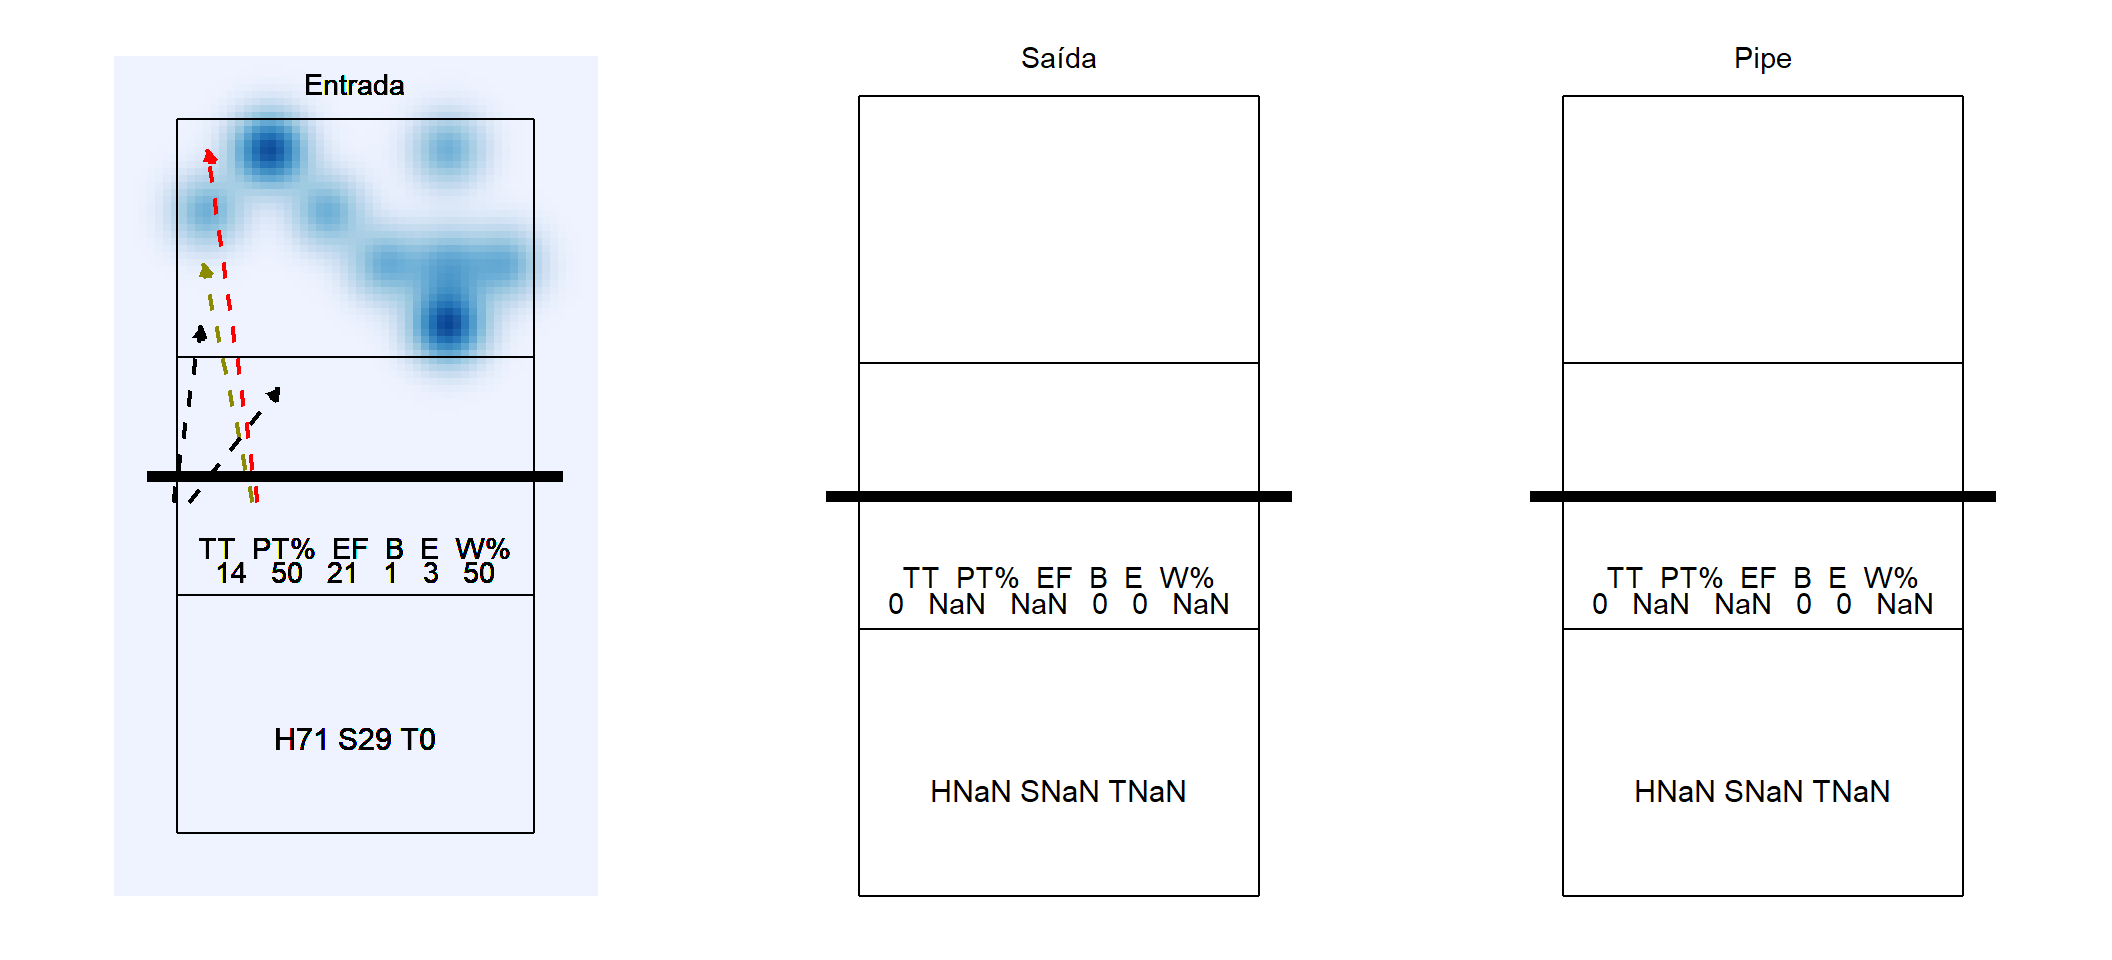 Entrada
TT PT% EF B E W%
14 50 21 1 3 50
H71 S29 T0
Saída
TT PT% EF B E W%
0 NaN NaN 0 0 NaN
HNaN SNaN TNaN
Pipe
TT PT% EF B E W%
0 NaN NaN 0 0 NaN
HNaN SNaN TNaN